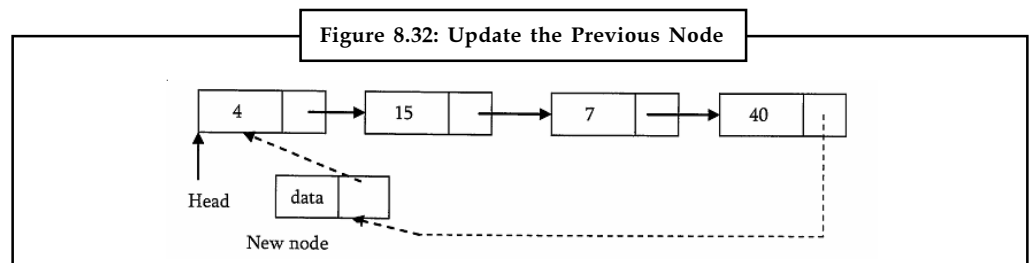 Figure 8.32: Update the Previous Node
4 15 7 40
Head
data
New node